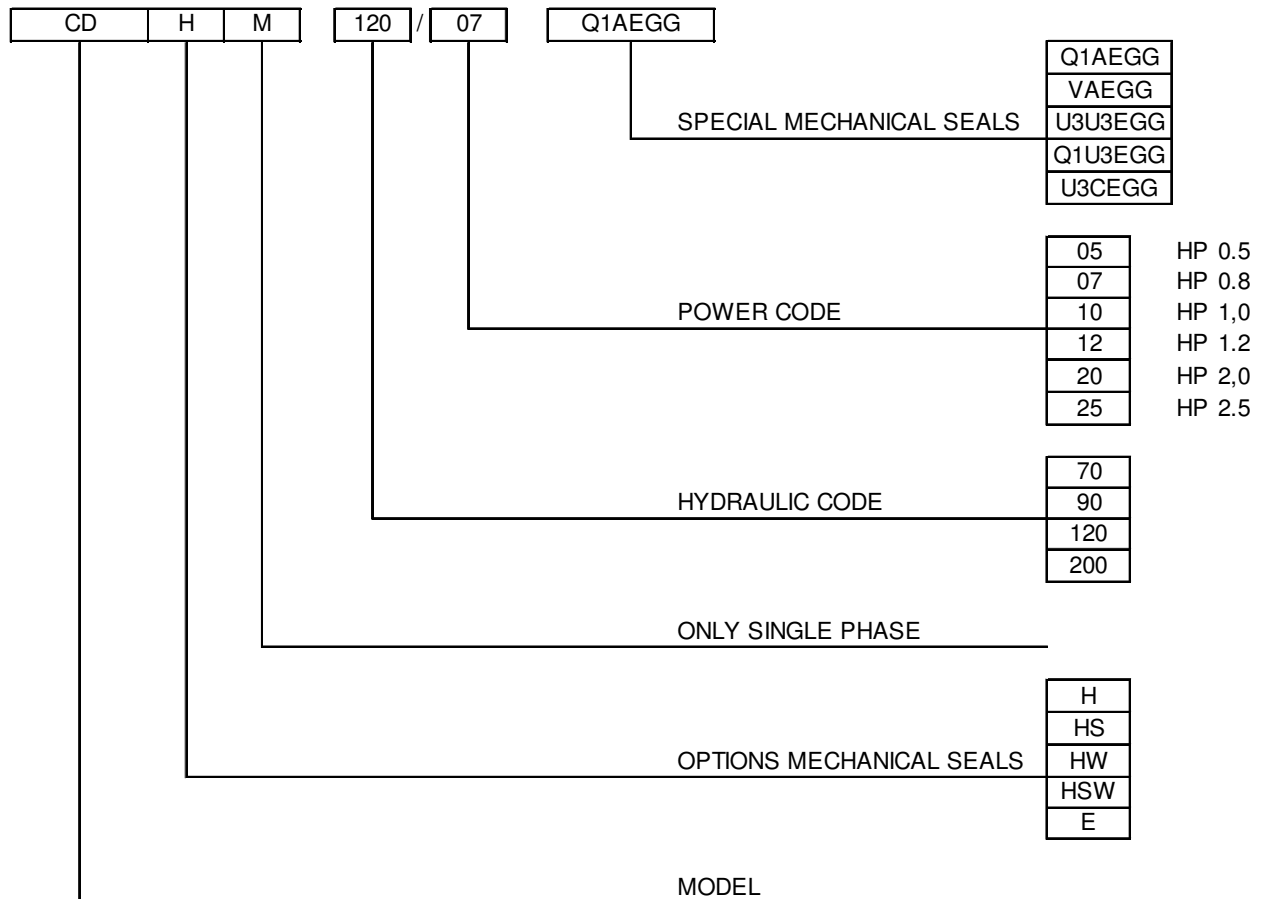 CD H M 120 / 07 Q1AEGG
Q1AEGG
VAEGG
SPECIAL MECHANICAL SEALS U3U3EGG
Q1U3EGG
U3CEGG
05 HP 0.5
07 HP 0.8
POWER CODE 10 HP 1,0
12 HP 1.2
20 HP 2,0
25 HP 2.5
70
HYDRAULIC CODE 90
120
200
ONLY SINGLE PHASE
H
HS
OPTIONS MECHANICAL SEALS HW
HSW
E
MODEL